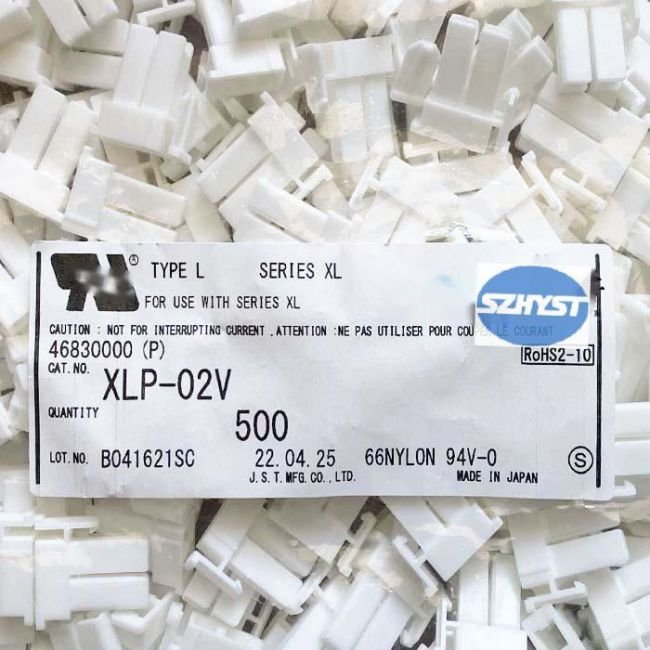 ® TYPE L SERIES XL
SZHYST
FOR USE WITH SERIES XL
CAUTION : NOT FOR INTERRUPTING CURRENT ,ATTENTION :NE PAS UTILISER POUR COUPER LE COURANT
46830000 (P)
RoHS2-10
CAT.NO. XLP-02V
QUANTITY 500
LOT.NO. B041621SC 22.04.25 66NYLON 94V-0 S
J.S.T.MFG.CO.,LTD. MADE IN JAPAN